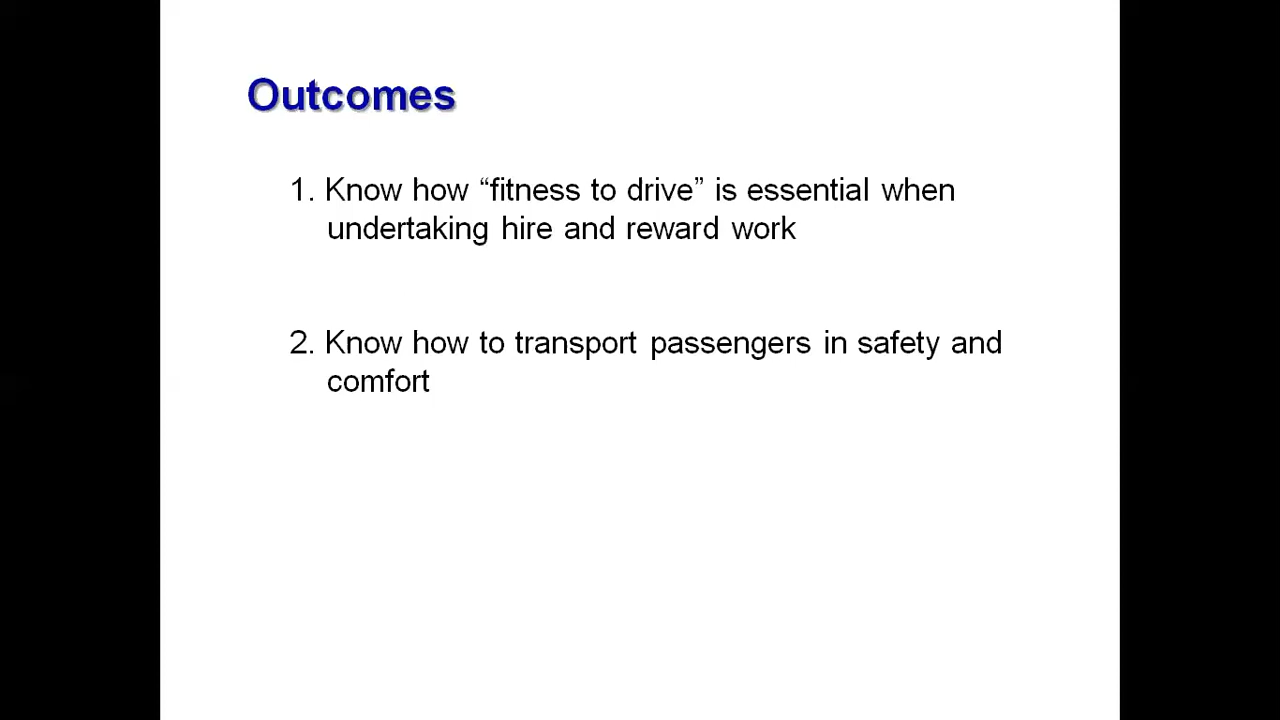 Outcomes
1. Know how “fitness to drive” is essential when
undertaking hire and reward work
2. Know how to transport passengers in safety and
comfort